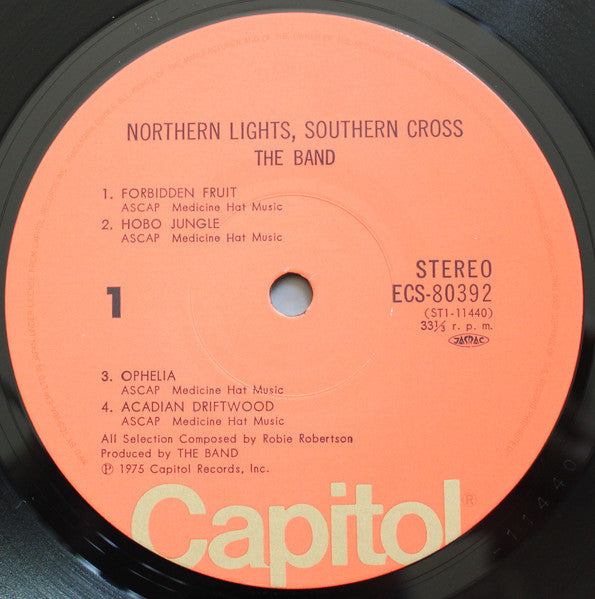 NORTHERN LIGHTS, SOUTHERN CROSS
THE BAND
1. FORBIDDEN FRUIT
ASCAP Medicine Hat Music
2. HOBO JUNGLE
ASCAP Medicine Hat Music
1
STEREO
ECS-80392
(ST1-11440)
33⅓ r. p. m.
JASRAC
3. OPHELIA
ASCAP Medicine Hat Music
4. ACADIAN DRIFTWOOD
ASCAP Medicine Hat Music
All Selection Composed by Robie Robertson
Produced by THE BAND
Ⓟ 1975 Capitol Records, Inc.
Capitol®
-11440